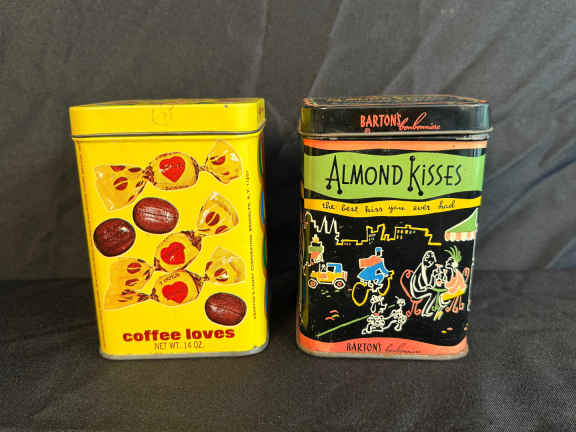 coffee loves
NET WT. 14 OZ.
BARTON'S bonbonniere
ALMOND KISSES
the best kiss you ever had
BARTON'S bonbonniere